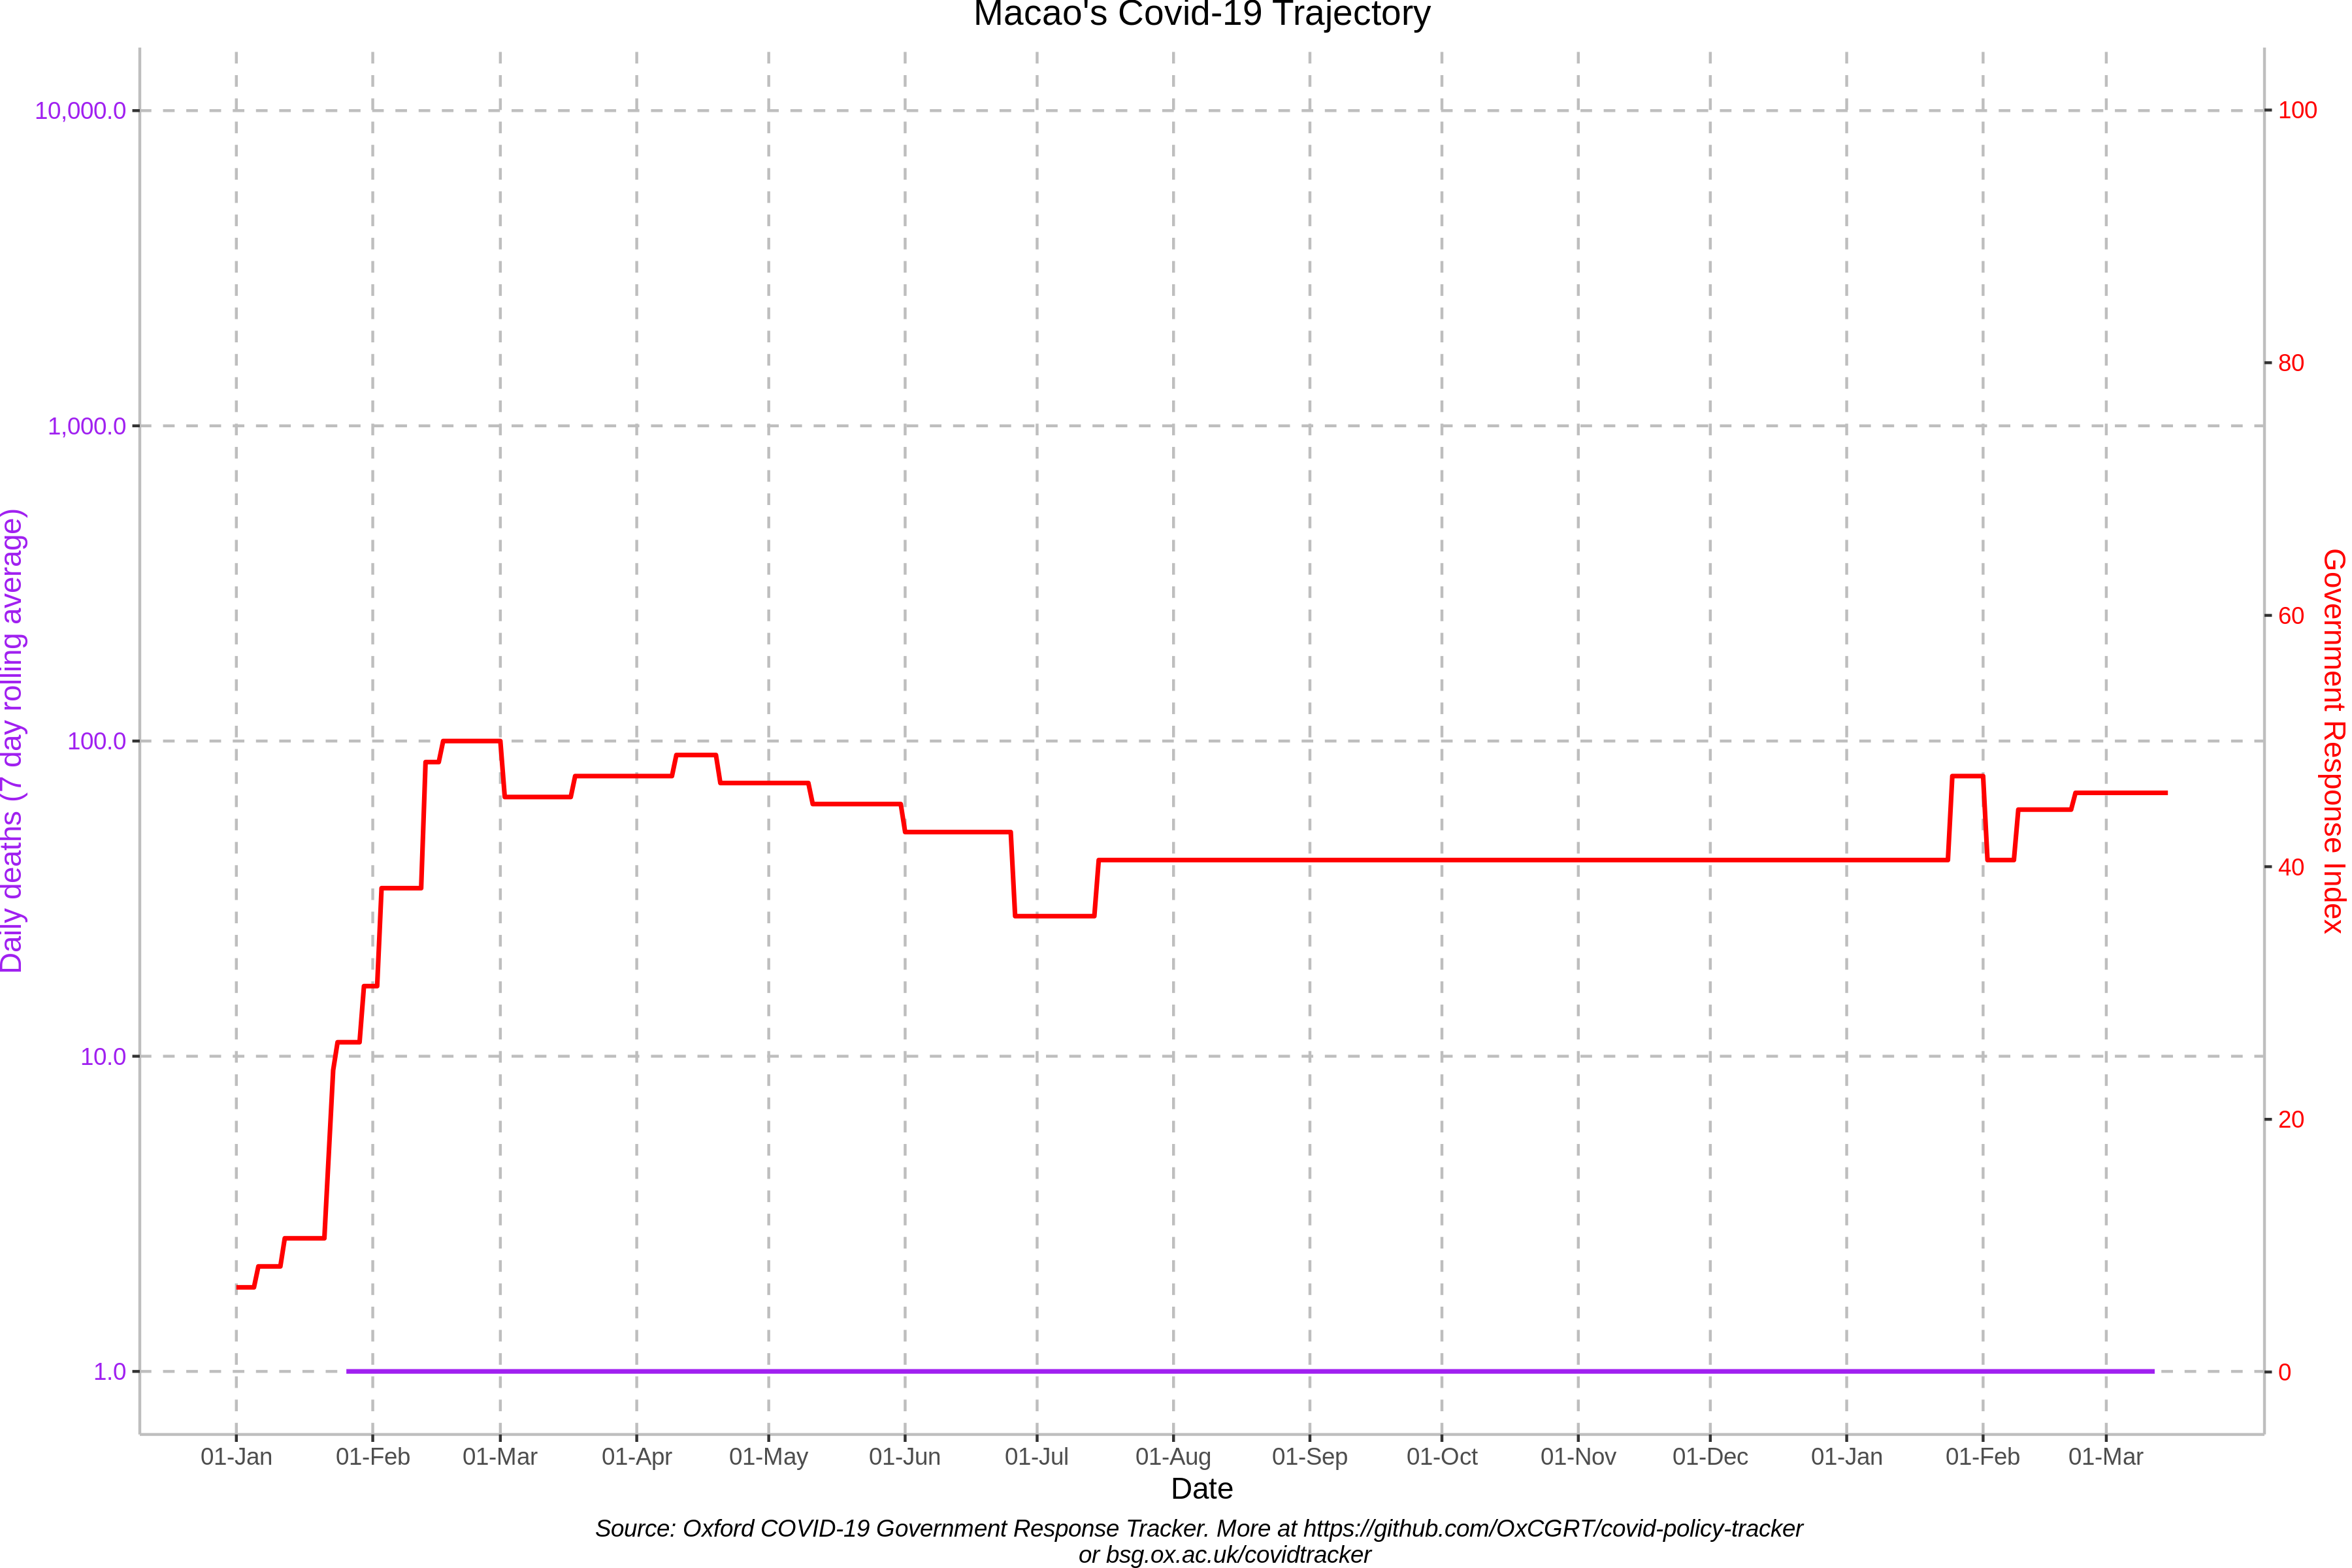 Macao's Covid-19 Trajectory
10,000.0
1,000.0
100.0
10.0
1.0
Daily deaths (7 day rolling average)
100
80
60
40
20
0
Government Response Index
01-Jan 01-Feb 01-Mar 01-Apr 01-May 01-Jun 01-Jul 01-Aug 01-Sep 01-Oct 01-Nov 01-Dec 01-Jan 01-Feb 01-Mar
Date
Source: Oxford COVID-19 Government Response Tracker. More at https://github.com/OxCGRT/covid-policy-tracker
or bsg.ox.ac.uk/covidtracker